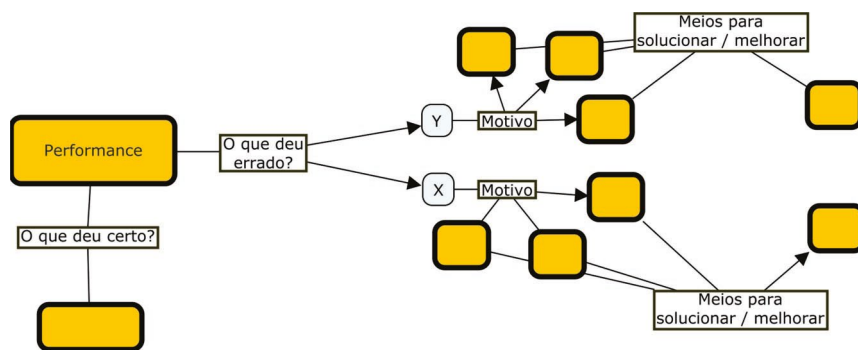 Meios para
solucionar / melhorar
Y
Motivo
Performance
O que deu
errado?
X
Motivo
O que deu certo?
Meios para
solucionar / melhorar